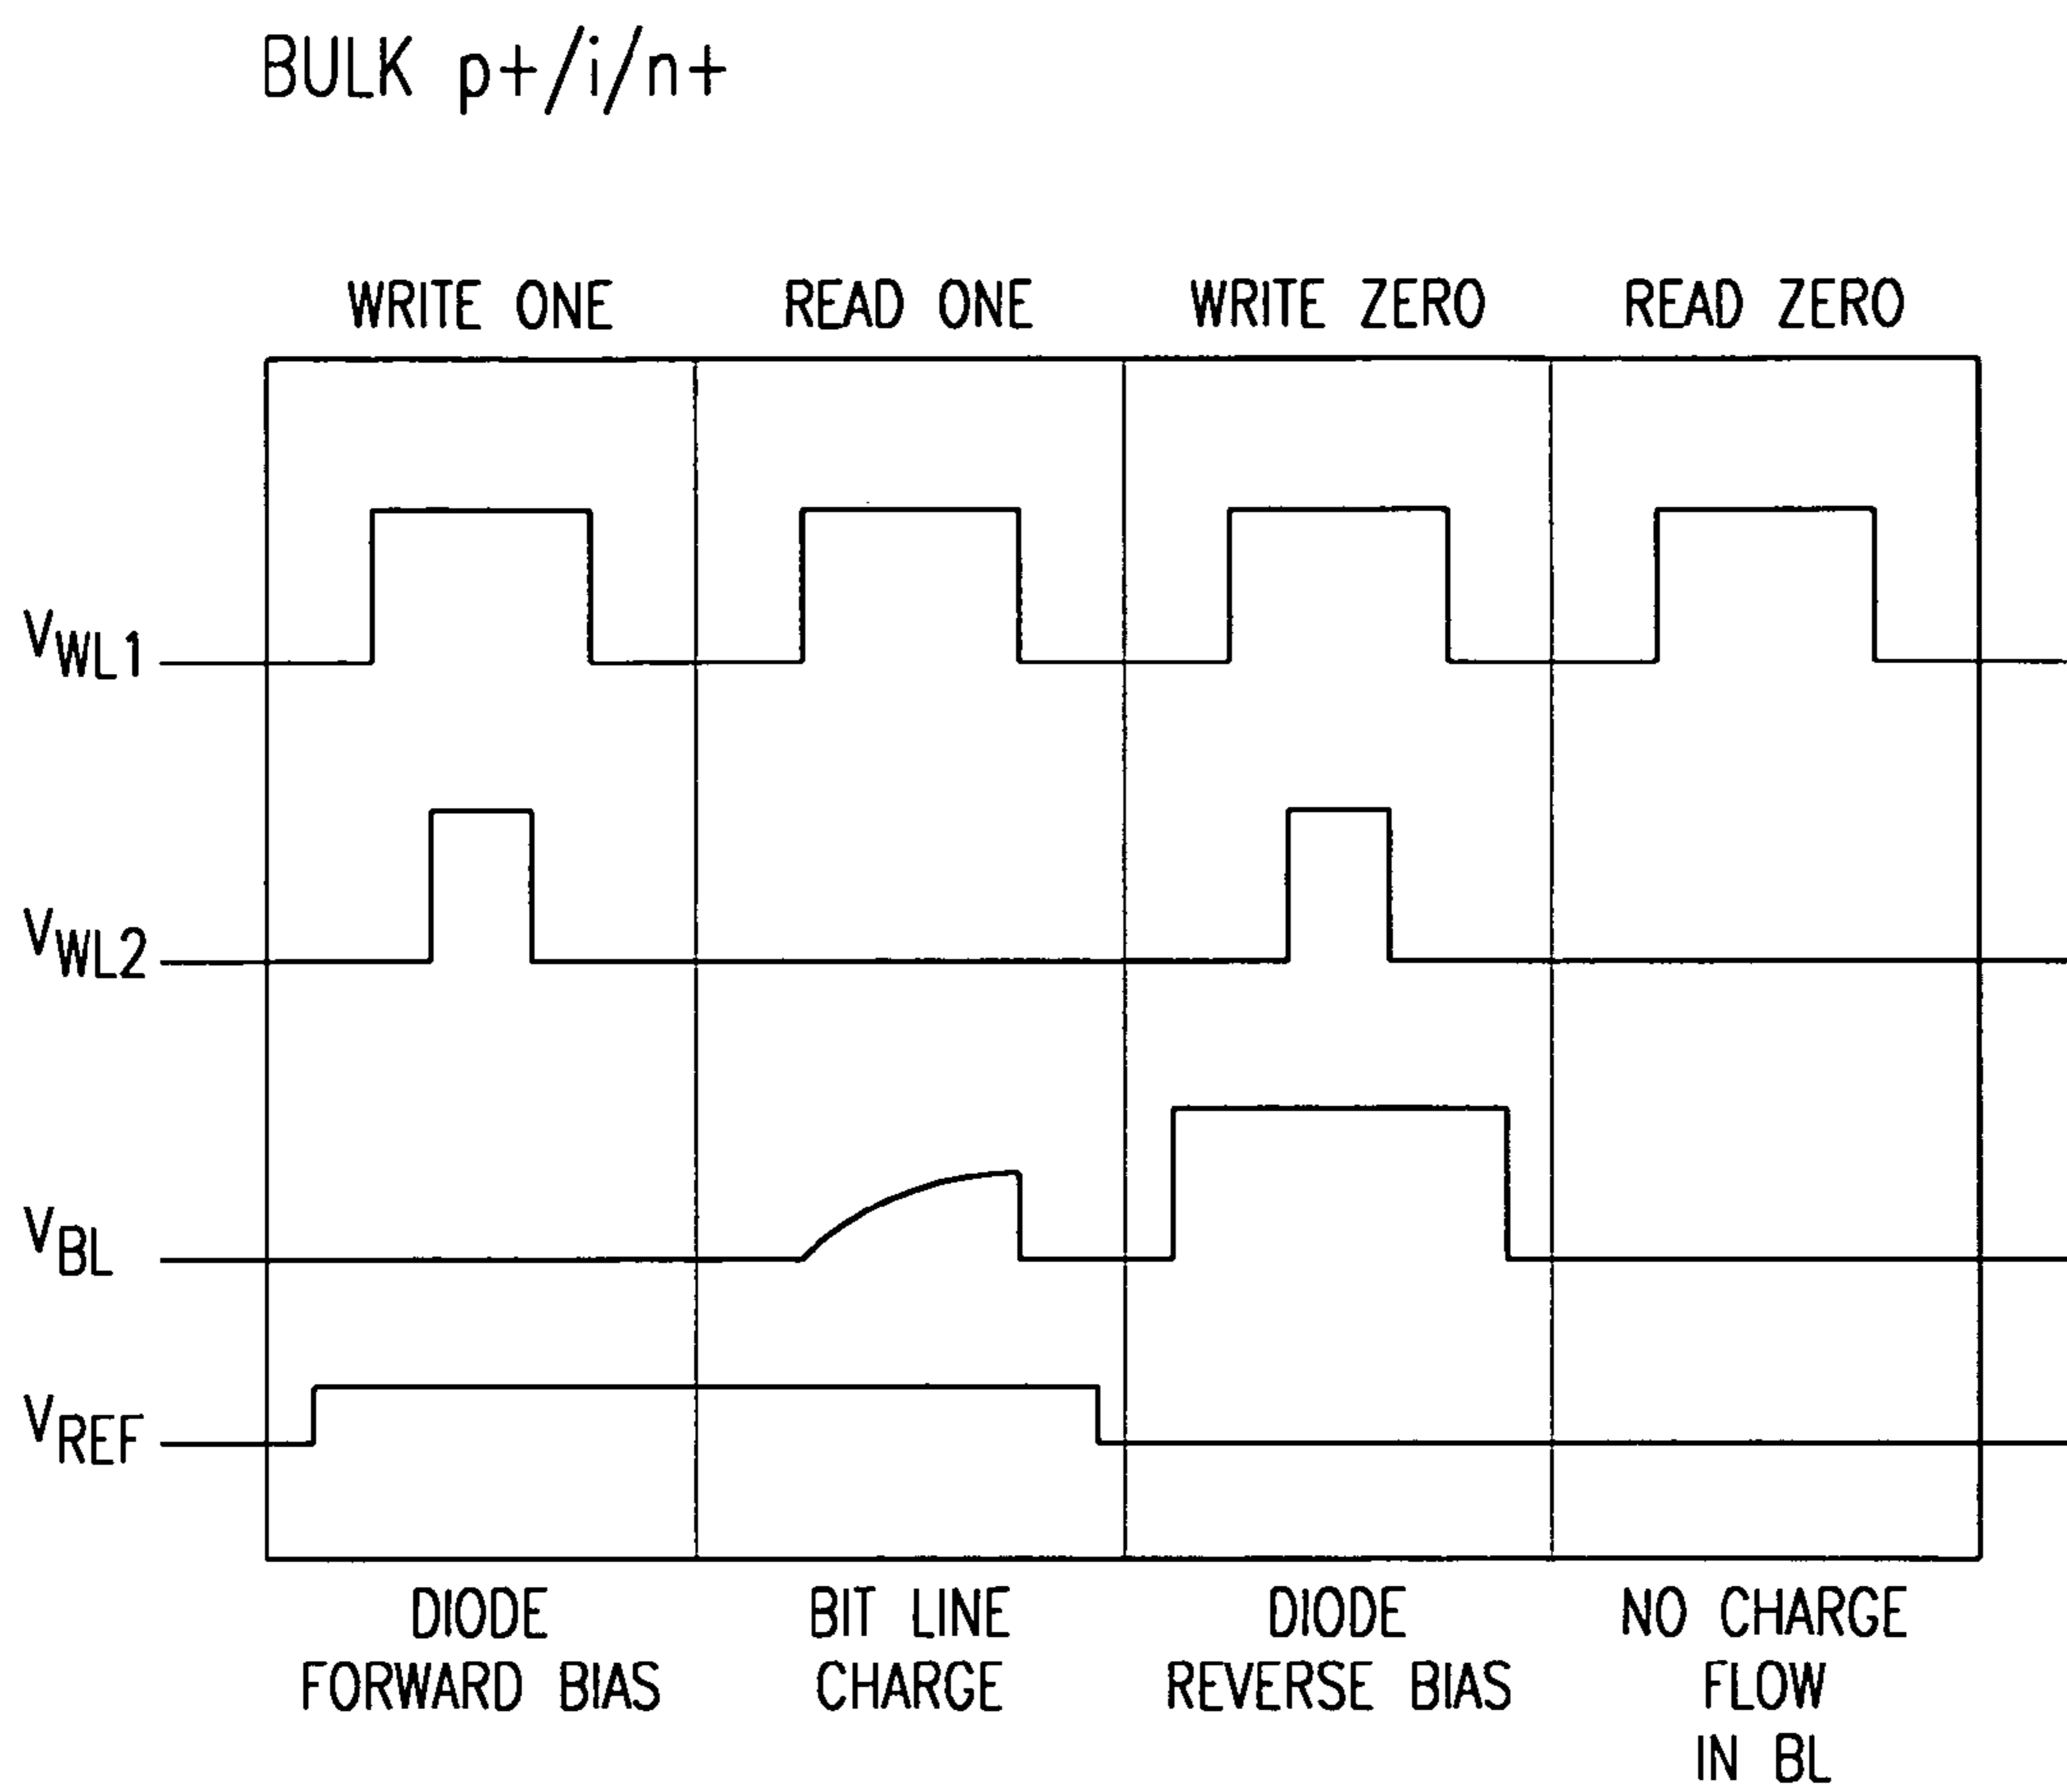 BULK p+/i/n+
WRITE ONE READ ONE WRITE ZERO READ ZERO
VWL1
VWL2
VBL
VREF
DIODE FORWARD BIAS
BIT LINE CHARGE
DIODE REVERSE BIAS
NO CHARGE FLOW IN BL